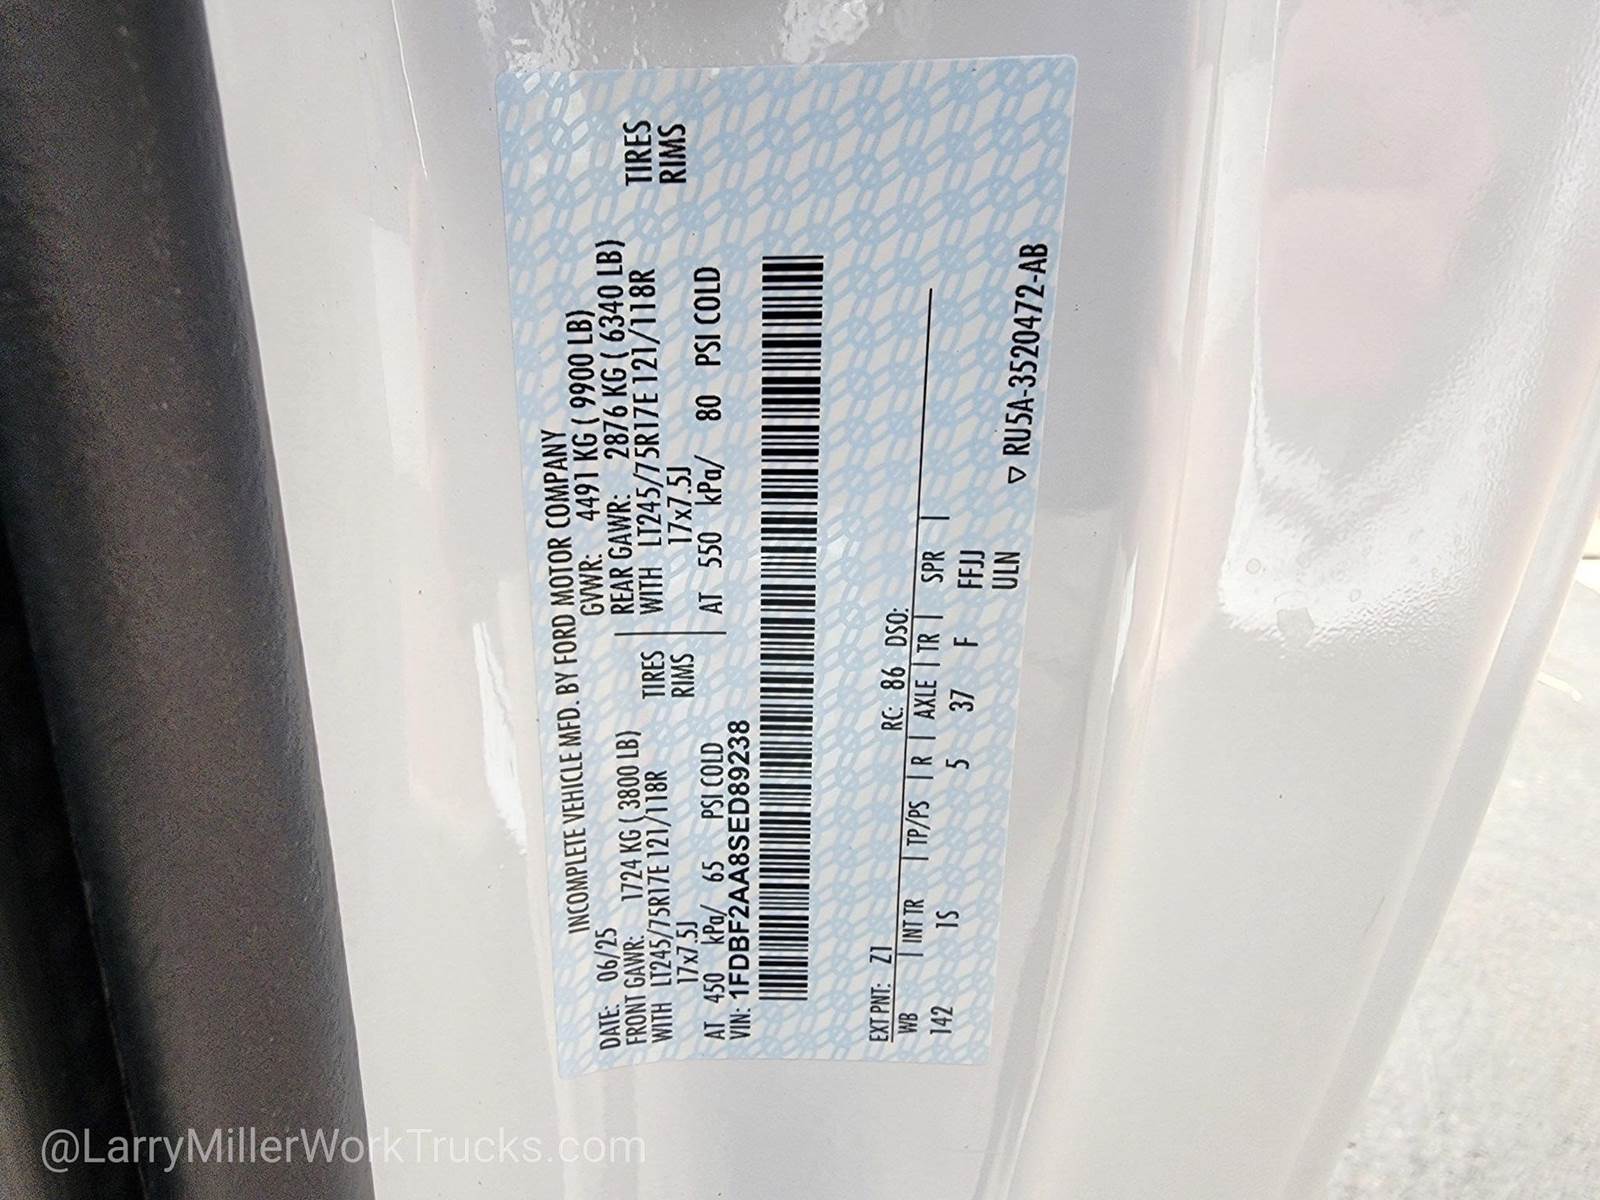 INCOMPLETE VEHICLE MFD. BY FORD MOTOR COMPANY
DATE: 06/25 GVWR: 4491 KG ( 9900 LB)
FRONT GAWR: 1724 KG ( 3800 LB) REAR GAWR: 2876 KG ( 6340 LB)
WITH LT245/75R17E 121/118R TIRES WITH LT245/75R17E 121/118R TIRES
17x7.5J RIMS 17x7.5J RIMS
AT 450 kPa/ 65 PSI COLD AT 550 kPa/ 80 PSI COLD
VIN: 1FDBF2AA8SED89238
EXT PNT: Z1 RC: 86 DSO:
WB | INT TR | TP/PS | R | AXLE | TR | SPR |
142 1S 5 37 F FFJJ
ULN
▽ RU5A-3520472-AB
@LarryMillerWorkTrucks.com